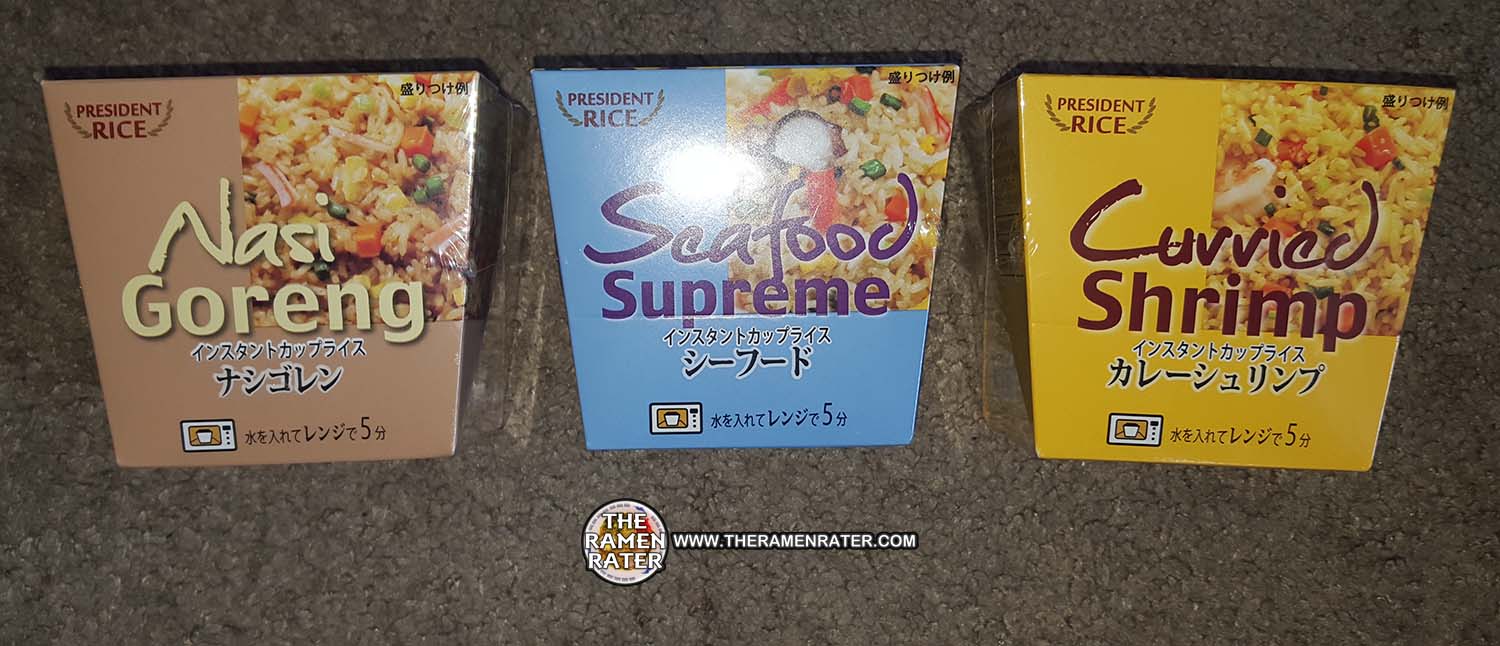 PRESIDENT
RICE
盛りつけ例
Nasi
Goreng
インスタントカップライス
ナシゴレン
水を入れてレンジで5分
PRESIDENT
RICE
盛りつけ例
Seafood
Supreme
インスタントカップライス
シーフード
水を入れてレンジで5分
PRESIDENT
RICE
盛りつけ例
Curried
Shrimp
インスタントカップライス
カレーシュリンプ
水を入れてレンジで5分
THE
RAMEN
RATER
WWW.THERAMENRATER.COM